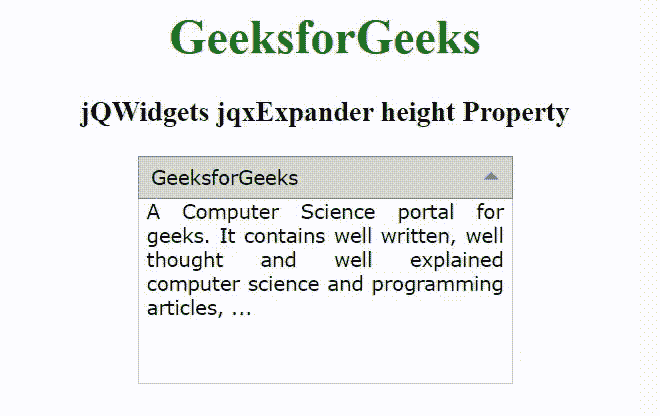 GeeksforGeeks
jQWidgets jqxExpander height Property
GeeksforGeeks
A Computer Science portal for
geeks. It contains well written, well
thought and well explained
computer science and programming
articles, ...